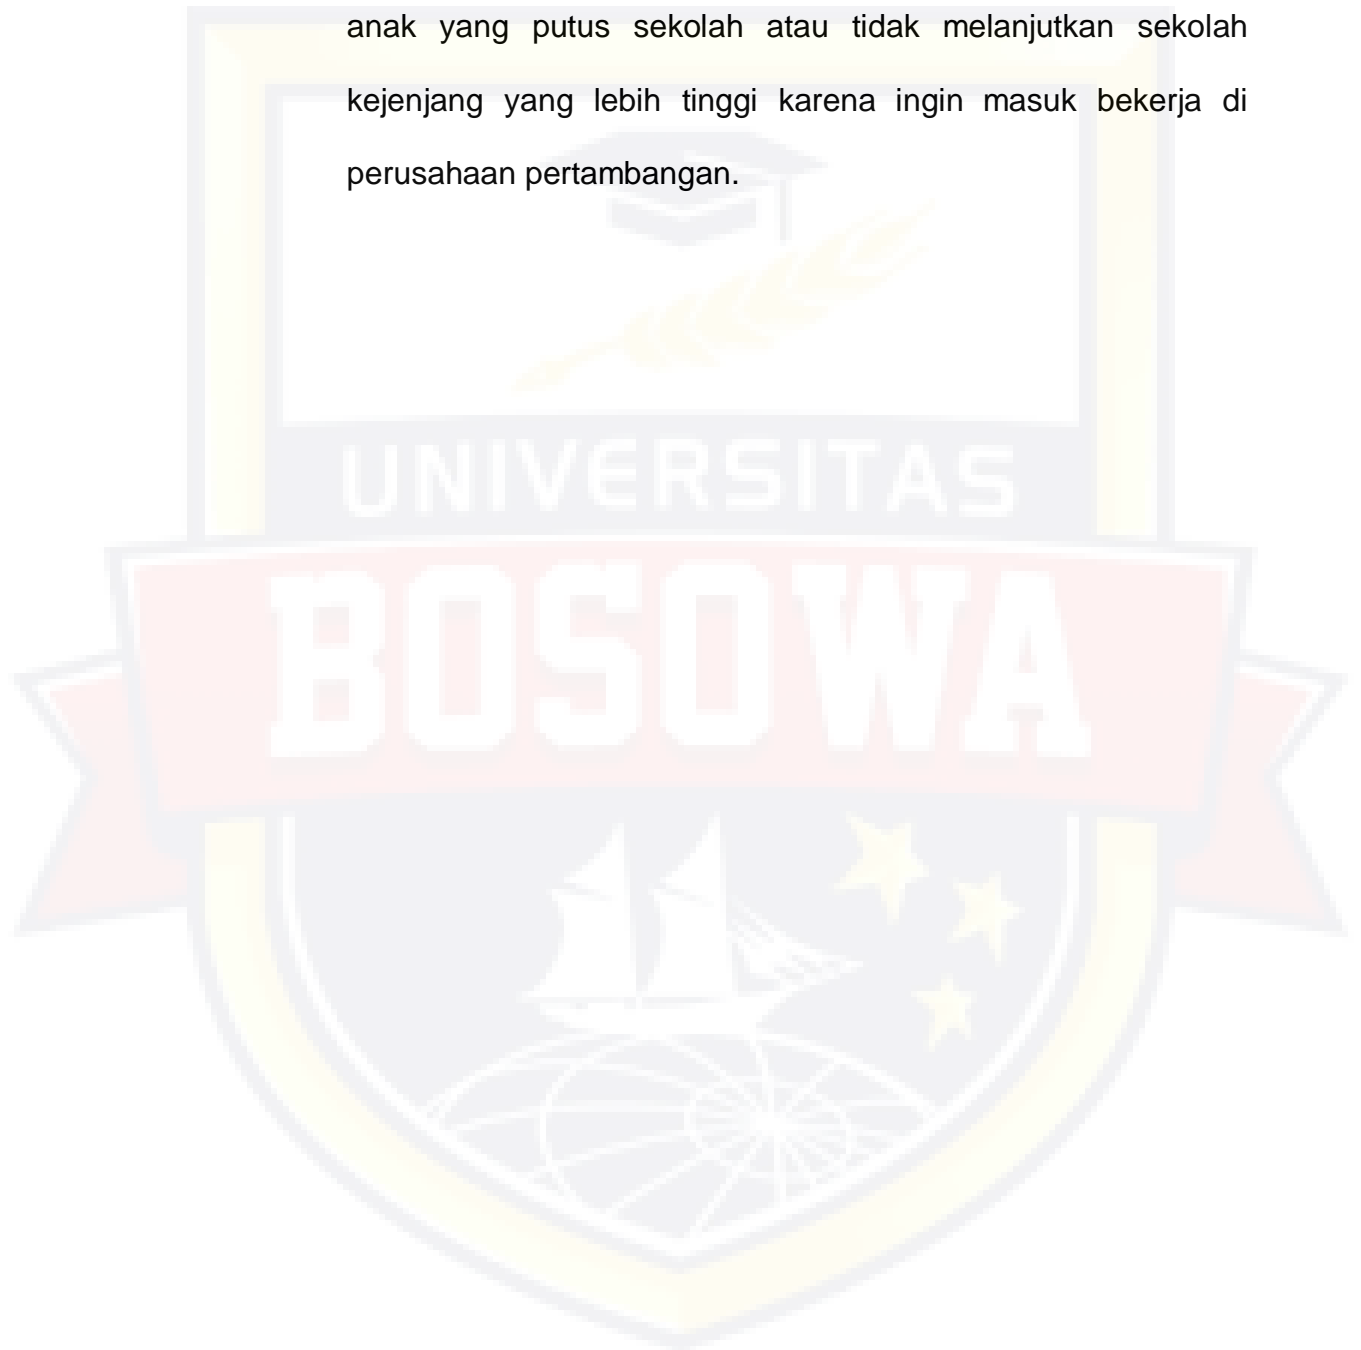 anak yang putus sekolah atau tidak melanjutkan sekolah
kejenjang yang lebih tinggi karena ingin masuk bekerja di
perusahaan pertambangan.
UNIVERSITAS
BOSOWA